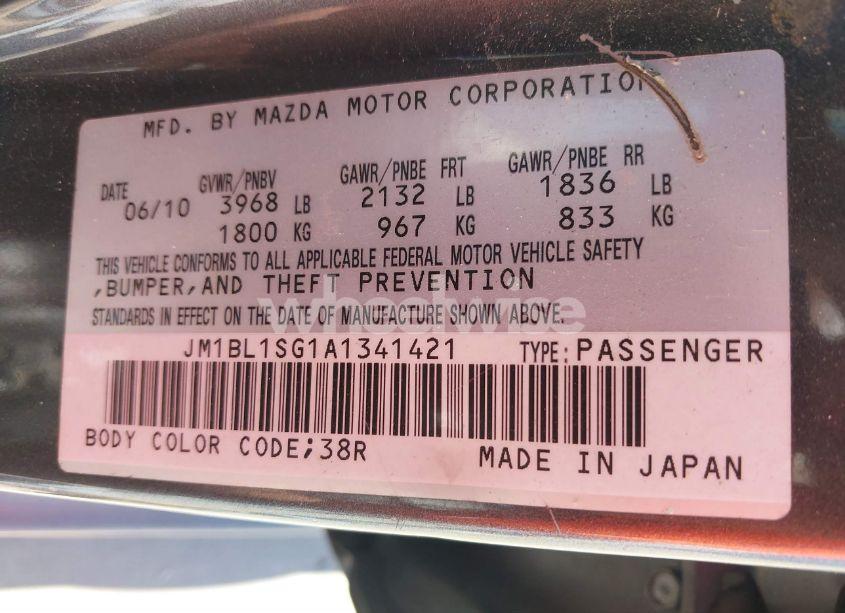 MFD. BY MAZDA MOTOR CORPORATION
DATE GVWR/PNBV GAWR/PNBE FRT GAWR/PNBE RR
06/10 3968 LB 2132 LB 1836 LB
1800 KG 967 KG 833 KG
THIS VEHICLE CONFORMS TO ALL APPLICABLE FEDERAL MOTOR VEHICLE SAFETY
,BUMPER,AND THEFT PREVENTION
wheelwire
STANDARDS IN EFFECT ON THE DATE OF MANUFACTURE SHOWN ABOVE.
JM1BL1SG1A1341421 TYPE:PASSENGER
BODY COLOR CODE;38R MADE IN JAPAN